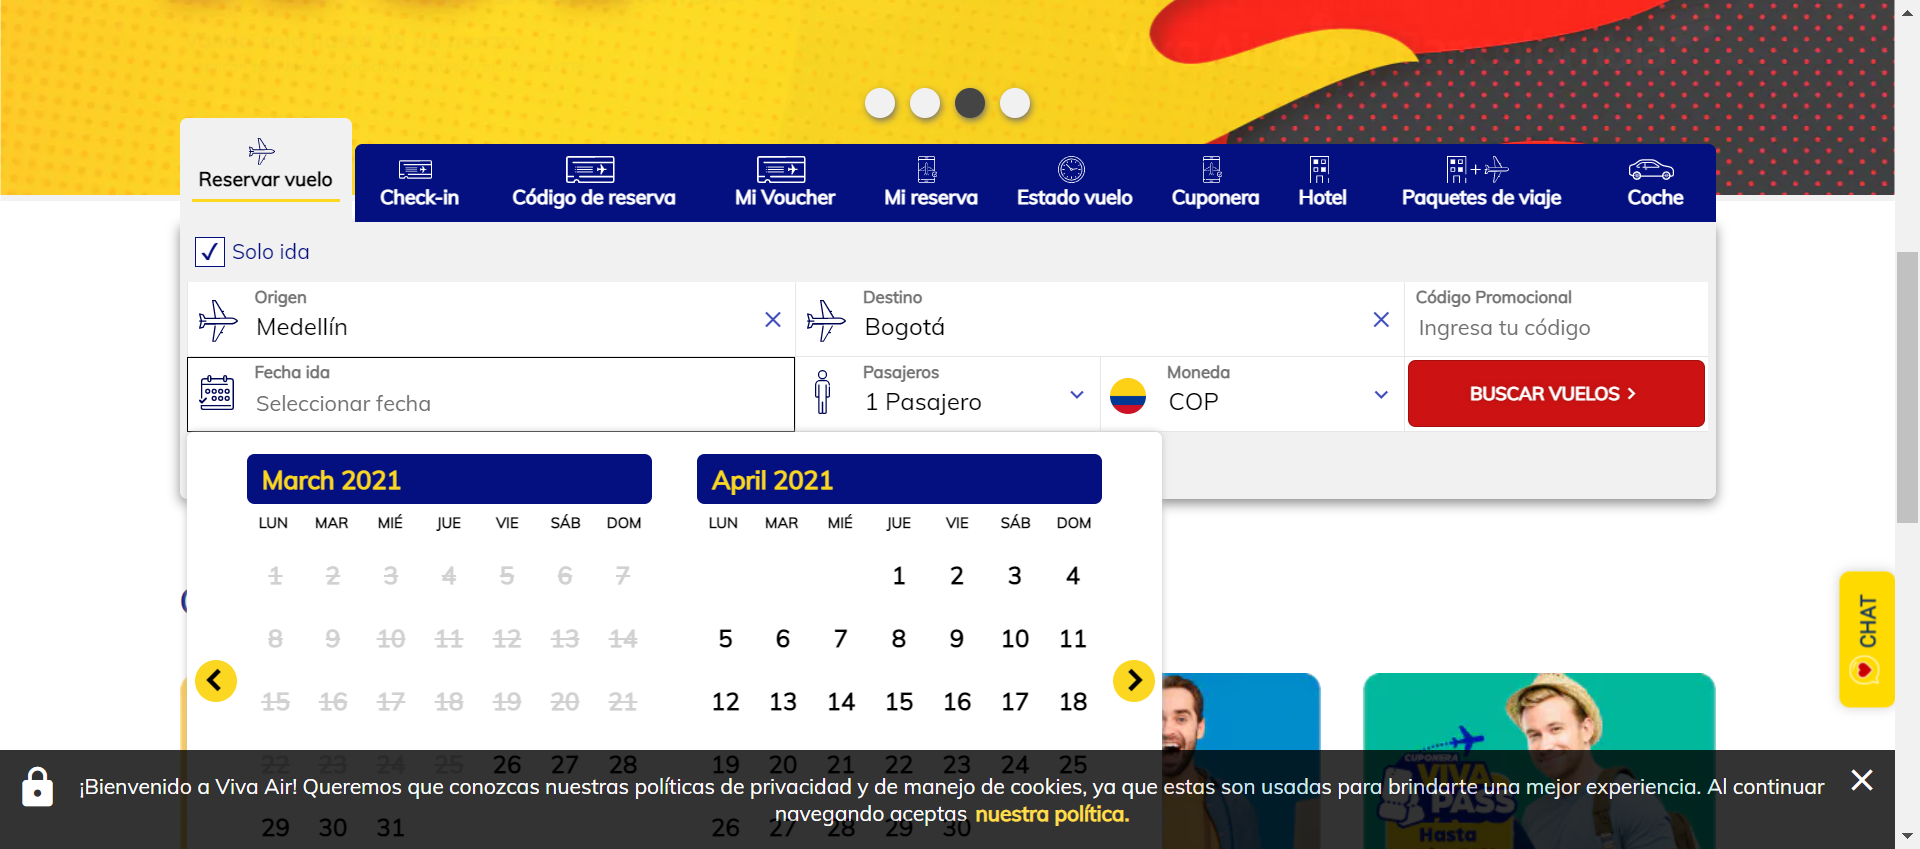 Reservar vuelo
Check-in
Código de reserva
Mi Voucher
Mi reserva
Estado vuelo
Cuponera
Hotel
Paquetes de viaje
Coche
Solo ida
Origen
Medellín
Destino
Bogotá
Código Promocional
Ingresa tu código
Fecha ida
Seleccionar fecha
Pasajeros
1 Pasajero
Moneda
COP
BUSCAR VUELOS
March 2021
LUN MAR MIÉ JUE VIE SÁB DOM
1 2 3 4 5 6 7
8 9 10 11 12 13 14
15 16 17 18 19 20 21
22 23 24 25 26 27 28
29 30 31
April 2021
LUN MAR MIÉ JUE VIE SÁB DOM
1 2 3 4
5 6 7 8 9 10 11
12 13 14 15 16 17 18
19 20 21 22 23 24 25
26 27 28 29 30
CHAT
CUPONERA
VIVA
PASS
Hasta
¡Bienvenido a Viva Air! Queremos que conozcas nuestras políticas de privacidad y de manejo de cookies, ya que estas son usadas para brindarte una mejor experiencia. Al continuar
navegando aceptas nuestra política.